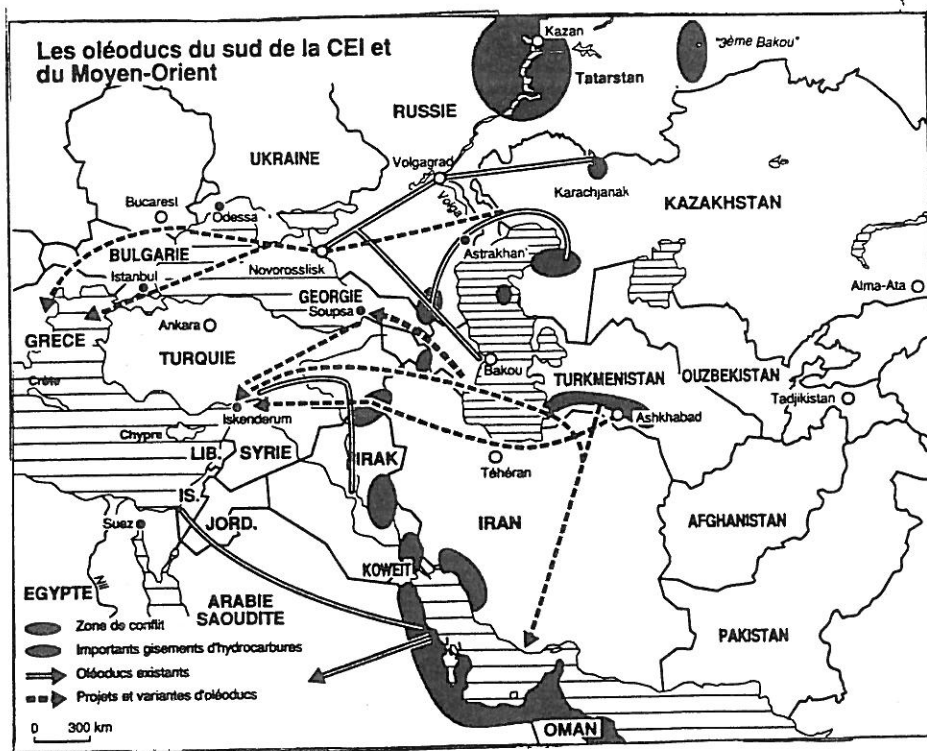 Les oléoducs du sud de la CEI et
du Moyen-Orient
Kazan
"3ème Bakou"
Tatarstan
RUSSIE
UKRAINE
Volgagrad
Volga
Karachjanak
KAZAKHSTAN
Bucarest
Odessa
Astrakhan'
BULGARIE
Novorosslisk
Istanbul
Alma-Ata
GEORGIE
Soupsa
GRECE
Ankara
TURQUIE
Bakou
TURKMENISTAN
OUZBEKISTAN
Tadjikistan
Crète
Iskenderum
Ashkhabad
Chypre
LIB.
SYRIE
IRAK
Téhéran
IS.
Suez
JORD.
IRAN
AFGHANISTAN
KOWEIT
EGYPTE
Nil
ARABIE
SAOUDITE
PAKISTAN
Zone de conflit
Importants gisements d'hydrocarbures
Oléoducs existants
Projets et variantes d'oléoducs
0 300 km
OMAN